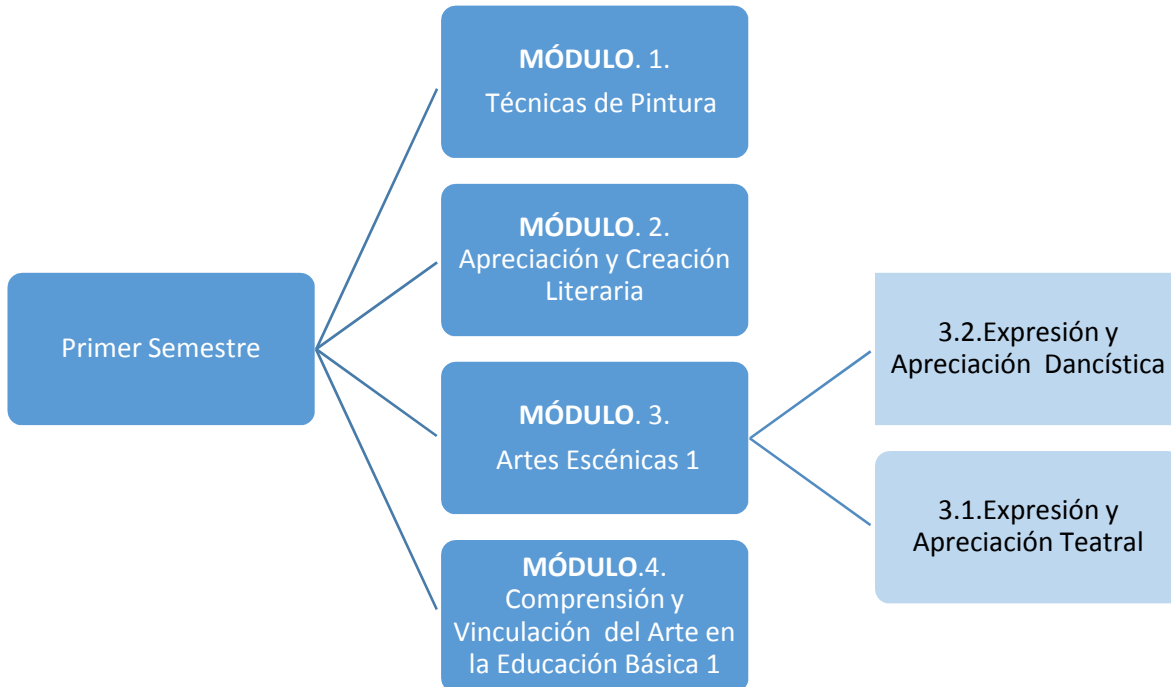 Primer Semestre
MÓDULO. 1.
Técnicas de Pintura
MÓDULO. 2.
Apreciación y Creación
Literaria
MÓDULO. 3.
Artes Escénicas 1
MÓDULO.4.
Comprensión y
Vinculación del Arte en
la Educación Básica 1
3.2.Expresión y
Apreciación Dancística
3.1.Expresión y
Apreciación Teatral